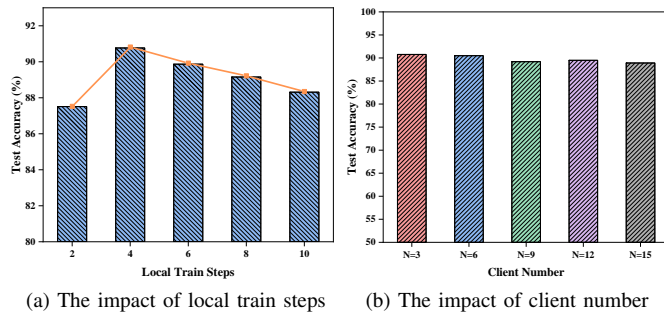 Test Accuracy (%)
92
90
88
86
84
82
80
2 4 6 8 10
Local Train Steps
(a) The impact of local train steps
Test Accuracy (%)
100
95
90
85
80
75
70
65
60
55
50
N=3 N=6 N=9 N=12 N=15
Client Number
(b) The impact of client number